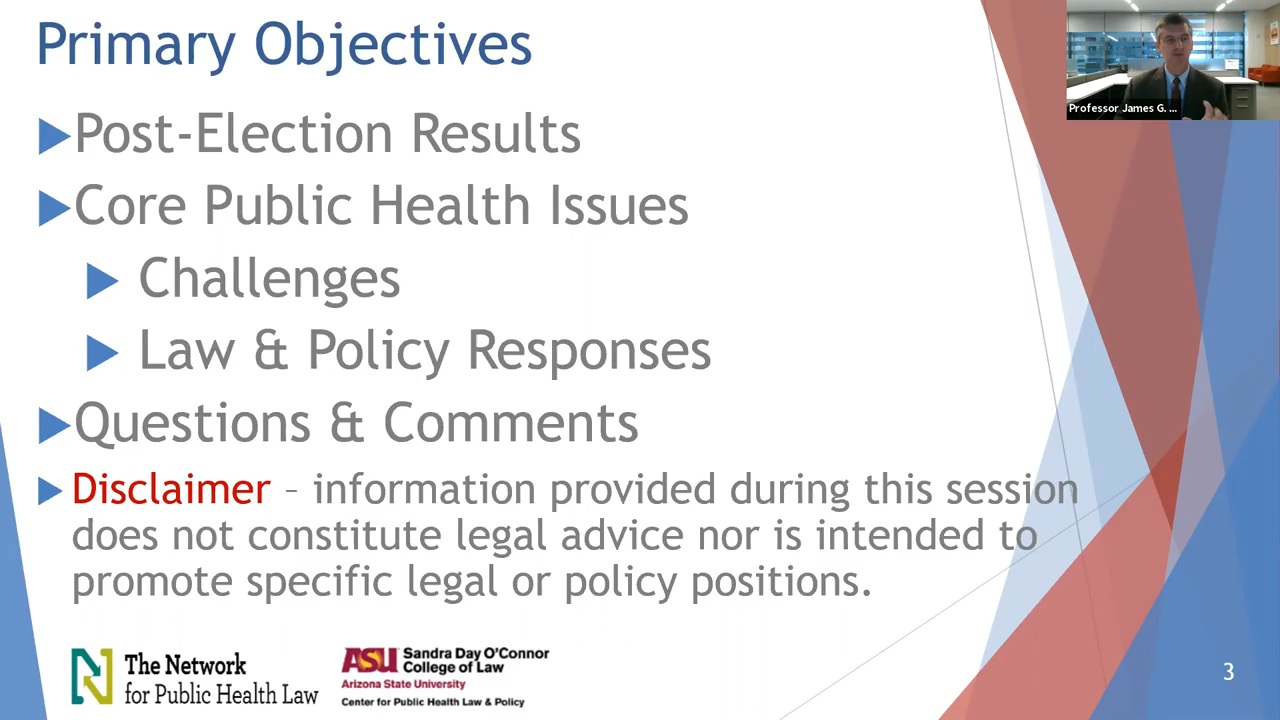 Primary Objectives
Professor James G. ...
Post-Election Results
Core Public Health Issues
Challenges
Law & Policy Responses
Questions & Comments
Disclaimer – information provided during this session
does not constitute legal advice nor is intended to
promote specific legal or policy positions.
The Network
for Public Health Law
ASU Sandra Day O'Connor
College of Law
Arizona State University
Center for Public Health Law & Policy
3